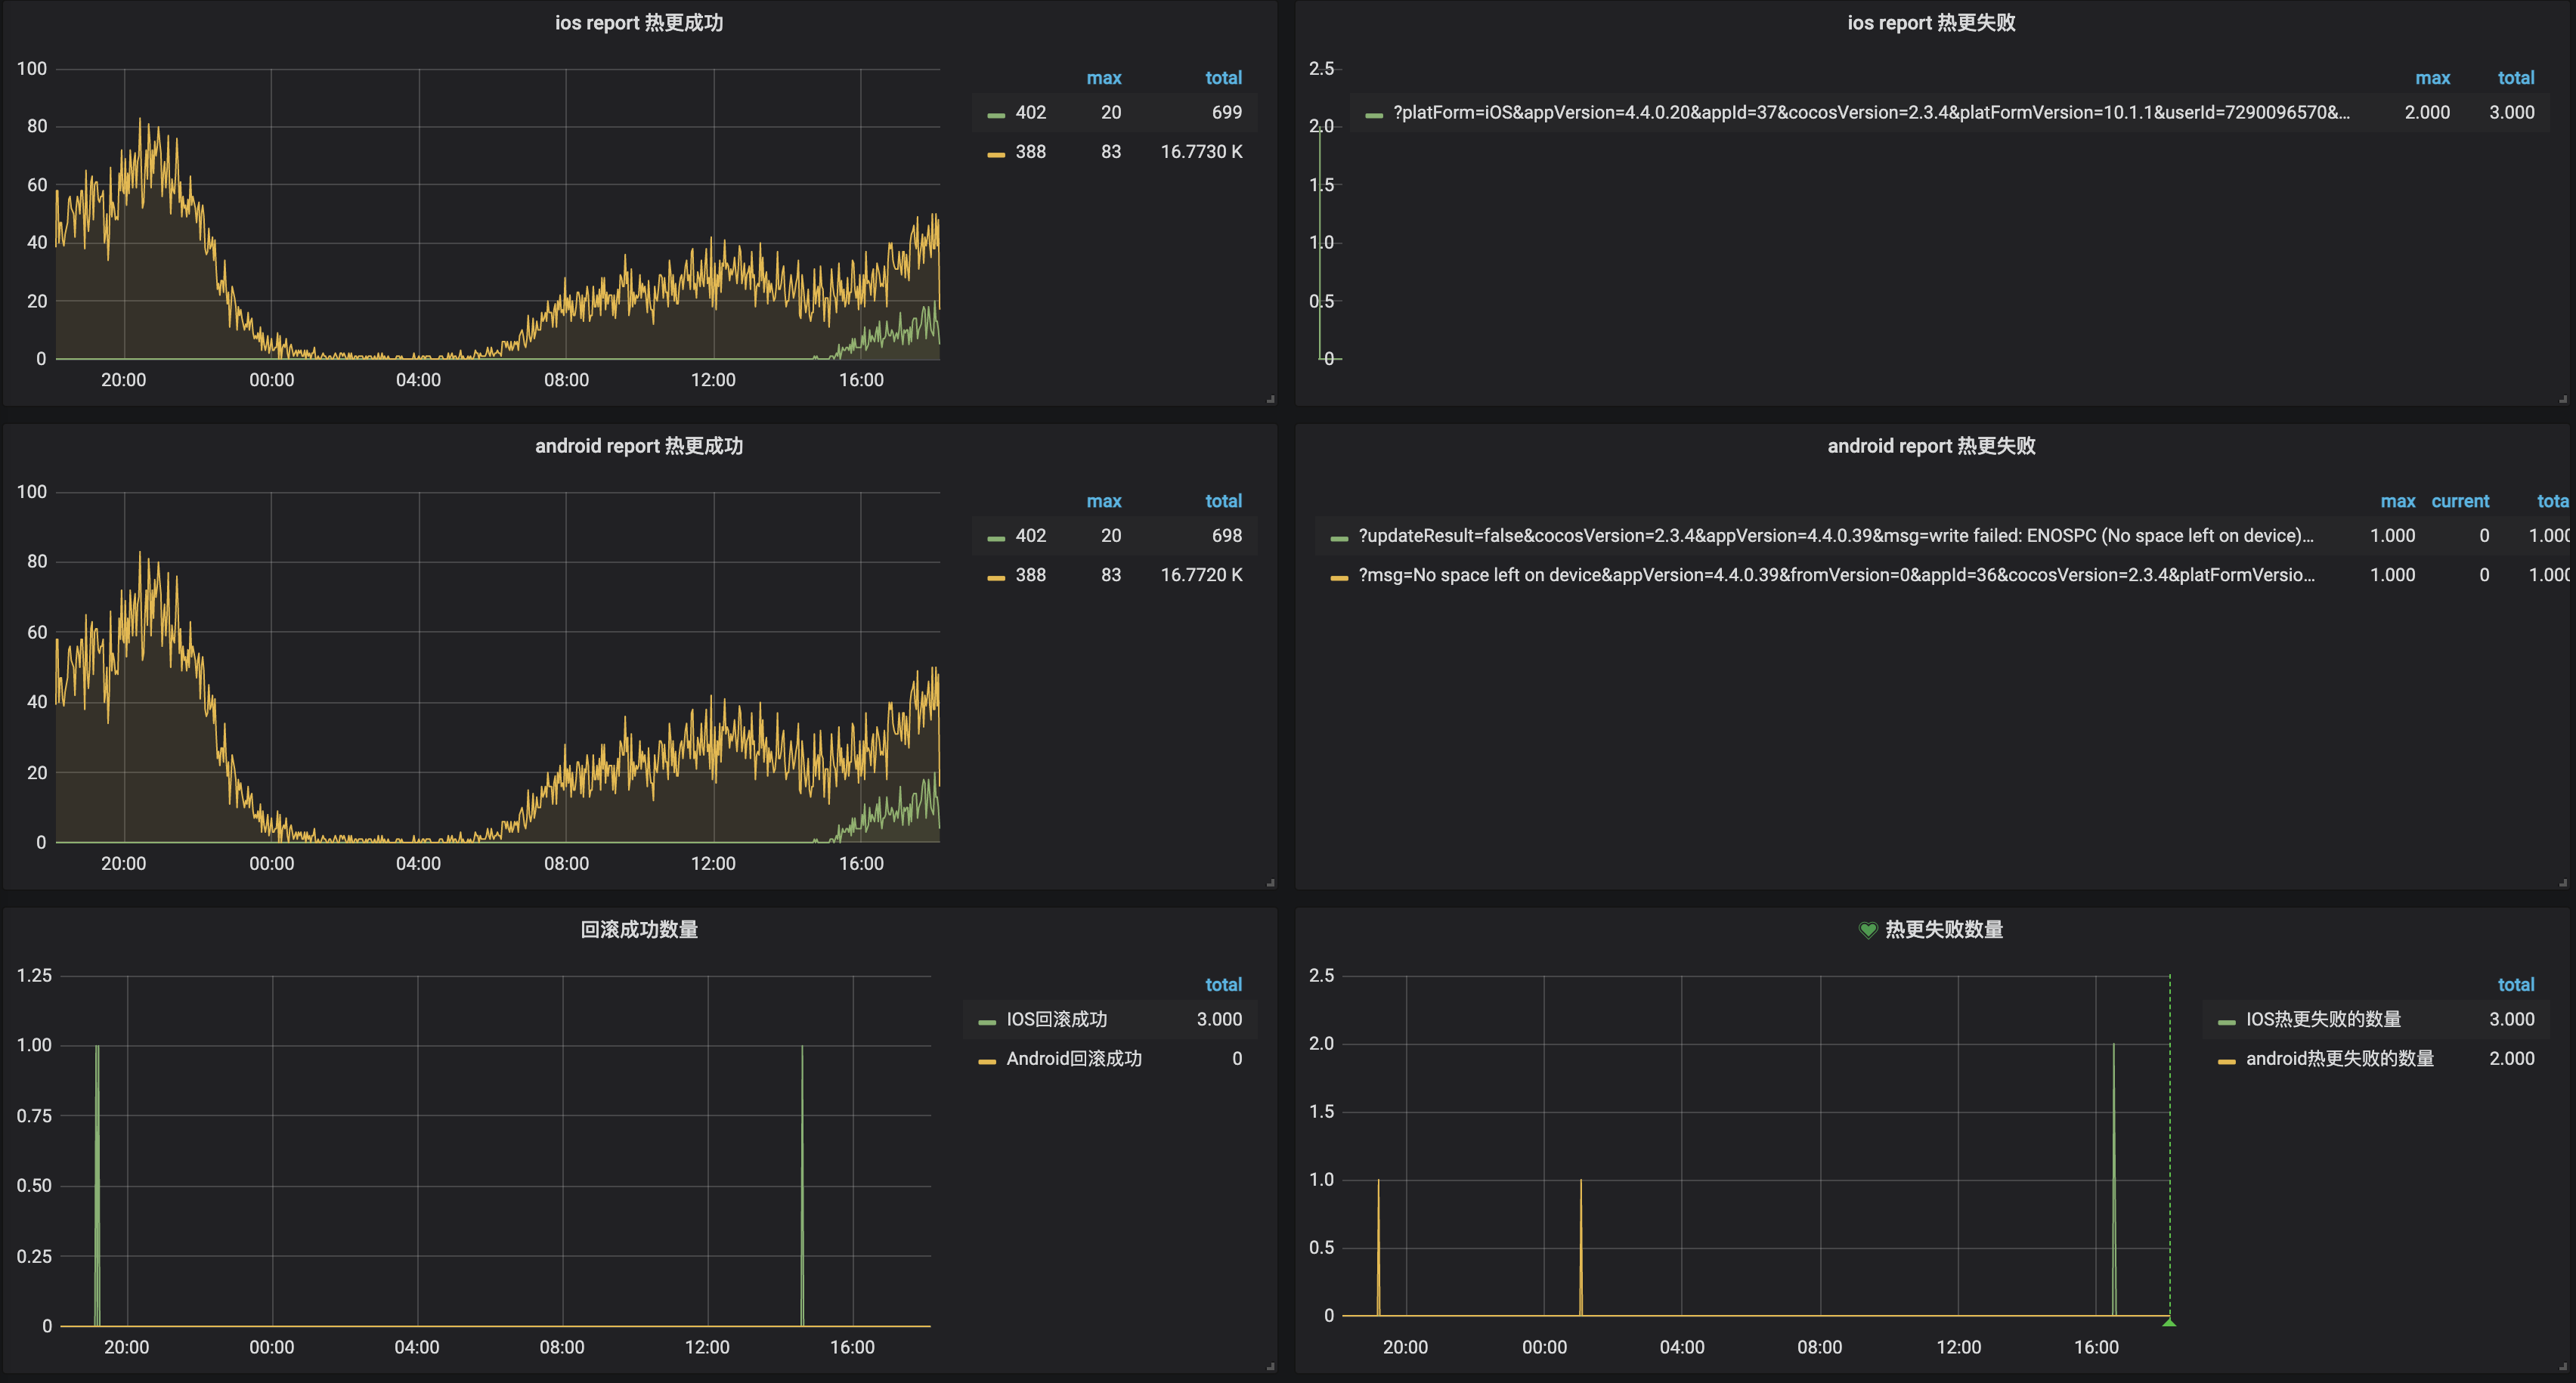 ios report 热更成功
100
80
60
40
20
0
20:00 00:00 04:00 08:00 12:00 16:00
max total
402 20 699
388 83 16.7730 K
ios report 热更失败
2.5
2.0
1.5
1.0
0.5
0
max total
?platForm=iOS&appVersion=4.4.0.20&appId=37&cocosVersion=2.3.4&platFormVersion=10.1.1&userId=7290096570&... 2.000 3.000
android report 热更成功
100
80
60
40
20
0
20:00 00:00 04:00 08:00 12:00 16:00
max total
402 20 698
388 83 16.7720 K
android report 热更失败
max current tota
?updateResult=false&cocosVersion=2.3.4&appVersion=4.4.0.39&msg=write failed: ENOSPC (No space left on device)... 1.000 0 1.000
?msg=No space left on device&appVersion=4.4.0.39&fromVersion=0&appId=36&cocosVersion=2.3.4&platFormVersio... 1.000 0 1.000
回滚成功数量
1.25
1.00
0.75
0.50
0.25
0
20:00 00:00 04:00 08:00 12:00 16:00
total
IOS回滚成功 3.000
Android回滚成功 0
热更失败数量
2.5
2.0
1.5
1.0
0.5
0
20:00 00:00 04:00 08:00 12:00 16:00
total
IOS热更失败的数量 3.000
android热更失败的数量 2.000